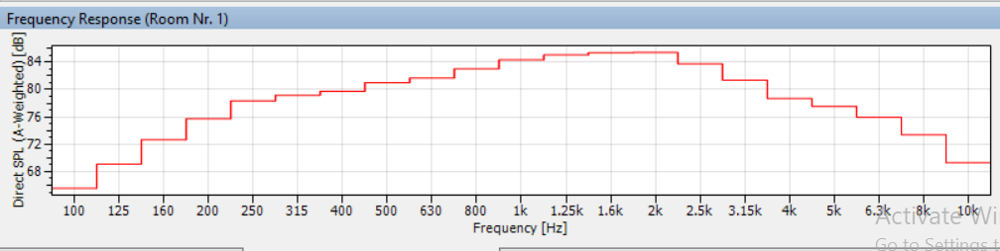 Frequency Response (Room Nr. 1)
Direct SPL (A-Weighted) [dB]
84
80
76
72
68
100 125 160 200 250 315 400 500 630 800 1k 1.25k 1.6k 2k 2.5k 3.15k 4k 5k 6.3k 8k 10k
Frequency [Hz]
Activate Wi
Go to Settings t